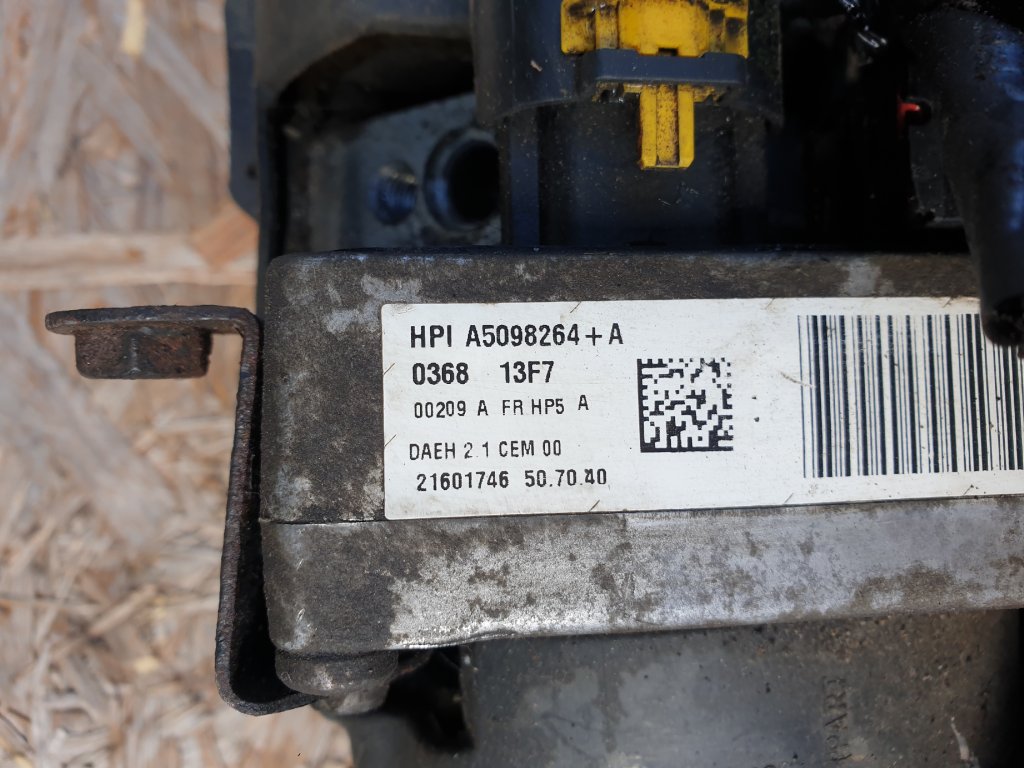 HPI A5098264+A
0368 13F7
00209 A FR HP5 A
DAEH 2.1 CEM 00
21601746 50.70.40